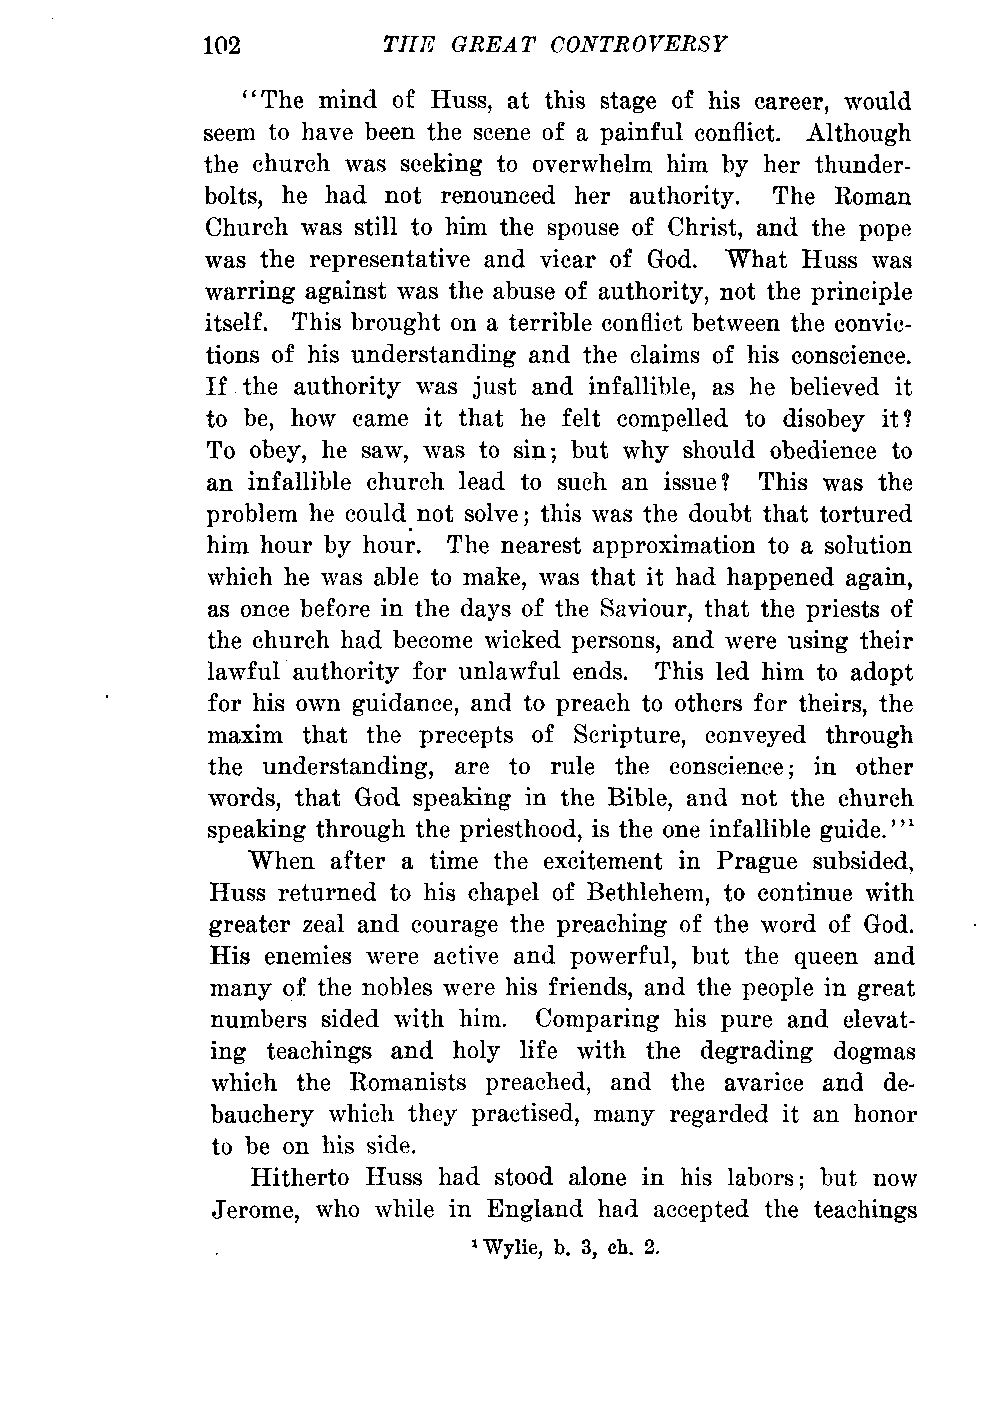 102 THE GREAT CONTROVERSY
"The mind of Huss, at this stage of his career, would
seem to have been the scene of a painful conflict. Although
the church was seeking to overwhelm him by her thunder-
bolts, he had not renounced her authority. The Roman
Church was still to him the spouse of Christ, and the pope
was the representative and vicar of God. What Huss was
warring against was the abuse of authority, not the principle
itself. This brought on a terrible conflict between the convic-
tions of his understanding and the claims of his conscience.
If the authority was just and infallible, as he believed it
to be, how came it that he felt compelled to disobey it?
To obey, he saw, was to sin; but why should obedience to
an infallible church lead to such an issue? This was the
problem he could not solve; this was the doubt that tortured
him hour by hour. The nearest approximation to a solution
which he was able to make, was that it had happened again,
as once before in the days of the Saviour, that the priests of
the church had become wicked persons, and were using their
lawful authority for unlawful ends. This led him to adopt
for his own guidance, and to preach to others for theirs, the
maxim that the precepts of Scripture, conveyed through
the understanding, are to rule the conscience; in other
words, that God speaking in the Bible, and not the church
speaking through the priesthood, is the one infallible guide."¹
When after a time the excitement in Prague subsided,
Huss returned to his chapel of Bethlehem, to continue with
greater zeal and courage the preaching of the word of God.
His enemies were active and powerful, but the queen and
many of the nobles were his friends, and the people in great
numbers sided with him. Comparing his pure and elevat-
ing teachings and holy life with the degrading dogmas
which the Romanists preached, and the avarice and de-
bauchery which they practised, many regarded it an honor
to be on his side.
Hitherto Huss had stood alone in his labors; but now
Jerome, who while in England had accepted the teachings
¹ Wylie, b. 3, ch. 2.